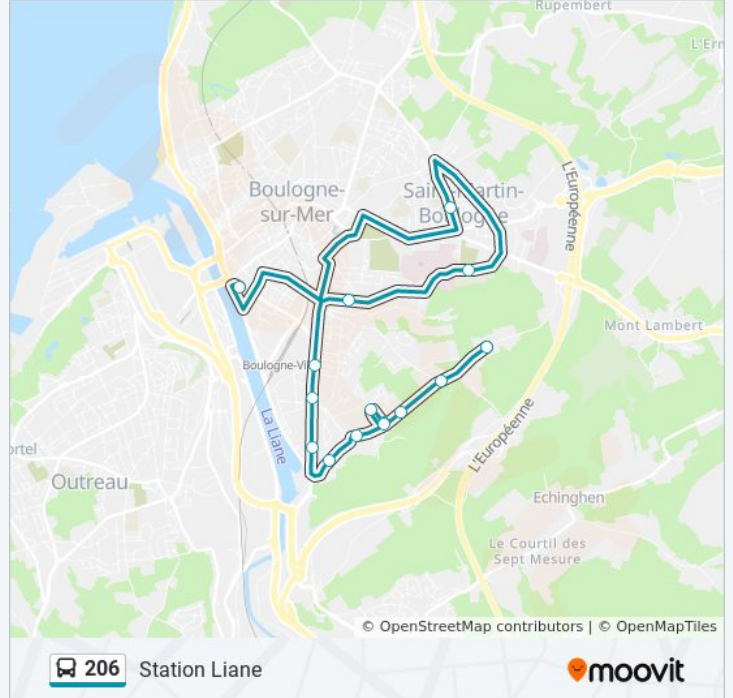 Rupembert
L'Ern
L'Européenne
Boulogne-
sur-Mer
Saint-Martin-
Boulogne
Mont Lambert
Boulogne-Vi
La Liane
L'Européenne
ortel
Outreau
Echinghen
Le Courtil des
Sept Mesure
© OpenStreetMap contributors | © OpenMapTiles
206 Station Liane
moovit